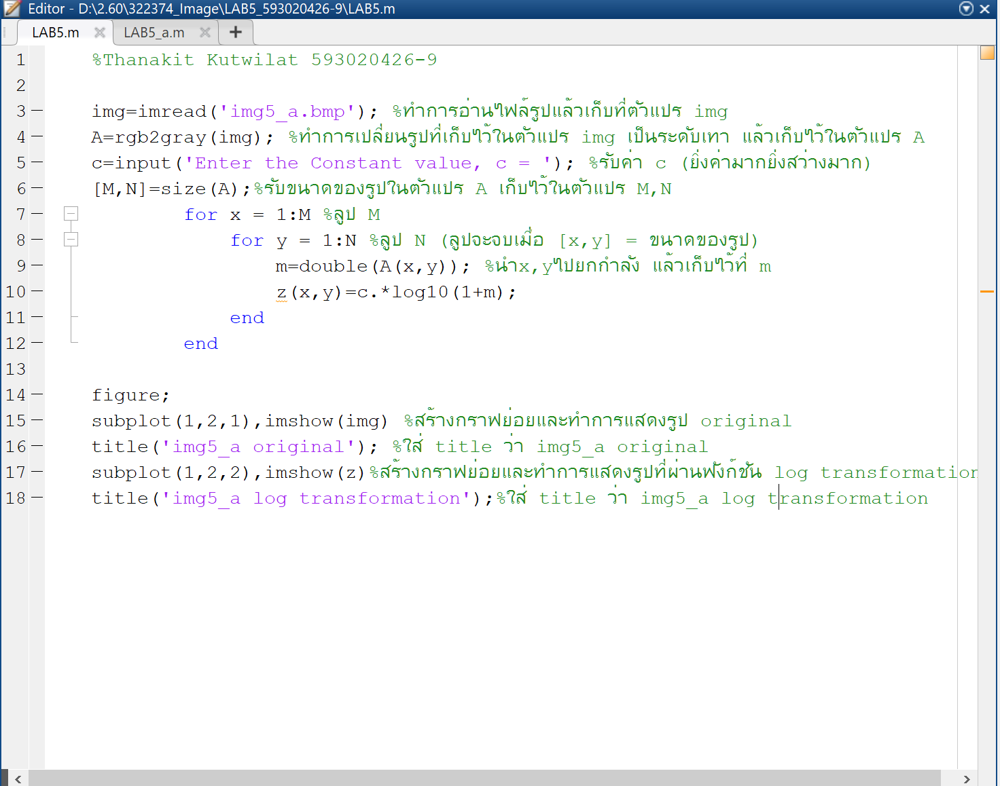 Editor - D:\2.60\322374_Image\LAB5_593020426-9\LAB5.m
LAB5.m LAB5_a.m
1 %Thanakit Kutwilat 593020426-9
2
3 img=imread('img5_a.bmp'); %ทำการอ่านไฟล์รูปแล้วเก็บที่ตัวแปร img
4 A=rgb2gray(img); %ทำการเปลี่ยนรูปที่เก็บไว้ในตัวแปร img เป็นระดับเทา แล้วเก็บไว้ในตัวแปร A
5 c=input('Enter the Constant value, c = '); %รับค่า c (ยิ่งค่ามากยิ่งสว่างมาก)
6 [M,N]=size(A);%รับขนาดของรูปในตัวแปร A เก็บไว้ในตัวแปร M,N
7 for x = 1:M %ลูป M
8 for y = 1:N %ลูป N (ลูปจะจบเมื่อ [x,y] = ขนาดของรูป)
9 m=double(A(x,y)); %นำx,yไปยกกำลัง แล้วเก็บไว้ที่ m
10 z(x,y)=c.*log10(1+m);
11 end
12 end
13
14 figure;
15 subplot(1,2,1),imshow(img) %สร้างกราฟย่อยและทำการแสดงรูป original
16 title('img5_a original'); %ใส่ title ว่า img5_a original
17 subplot(1,2,2),imshow(z)%สร้างกราฟย่อยและทำการแสดงรูปที่ผ่านฟังก์ชัน log transformation
18 title('img5_a log transformation');%ใส่ title ว่า img5_a log transformation